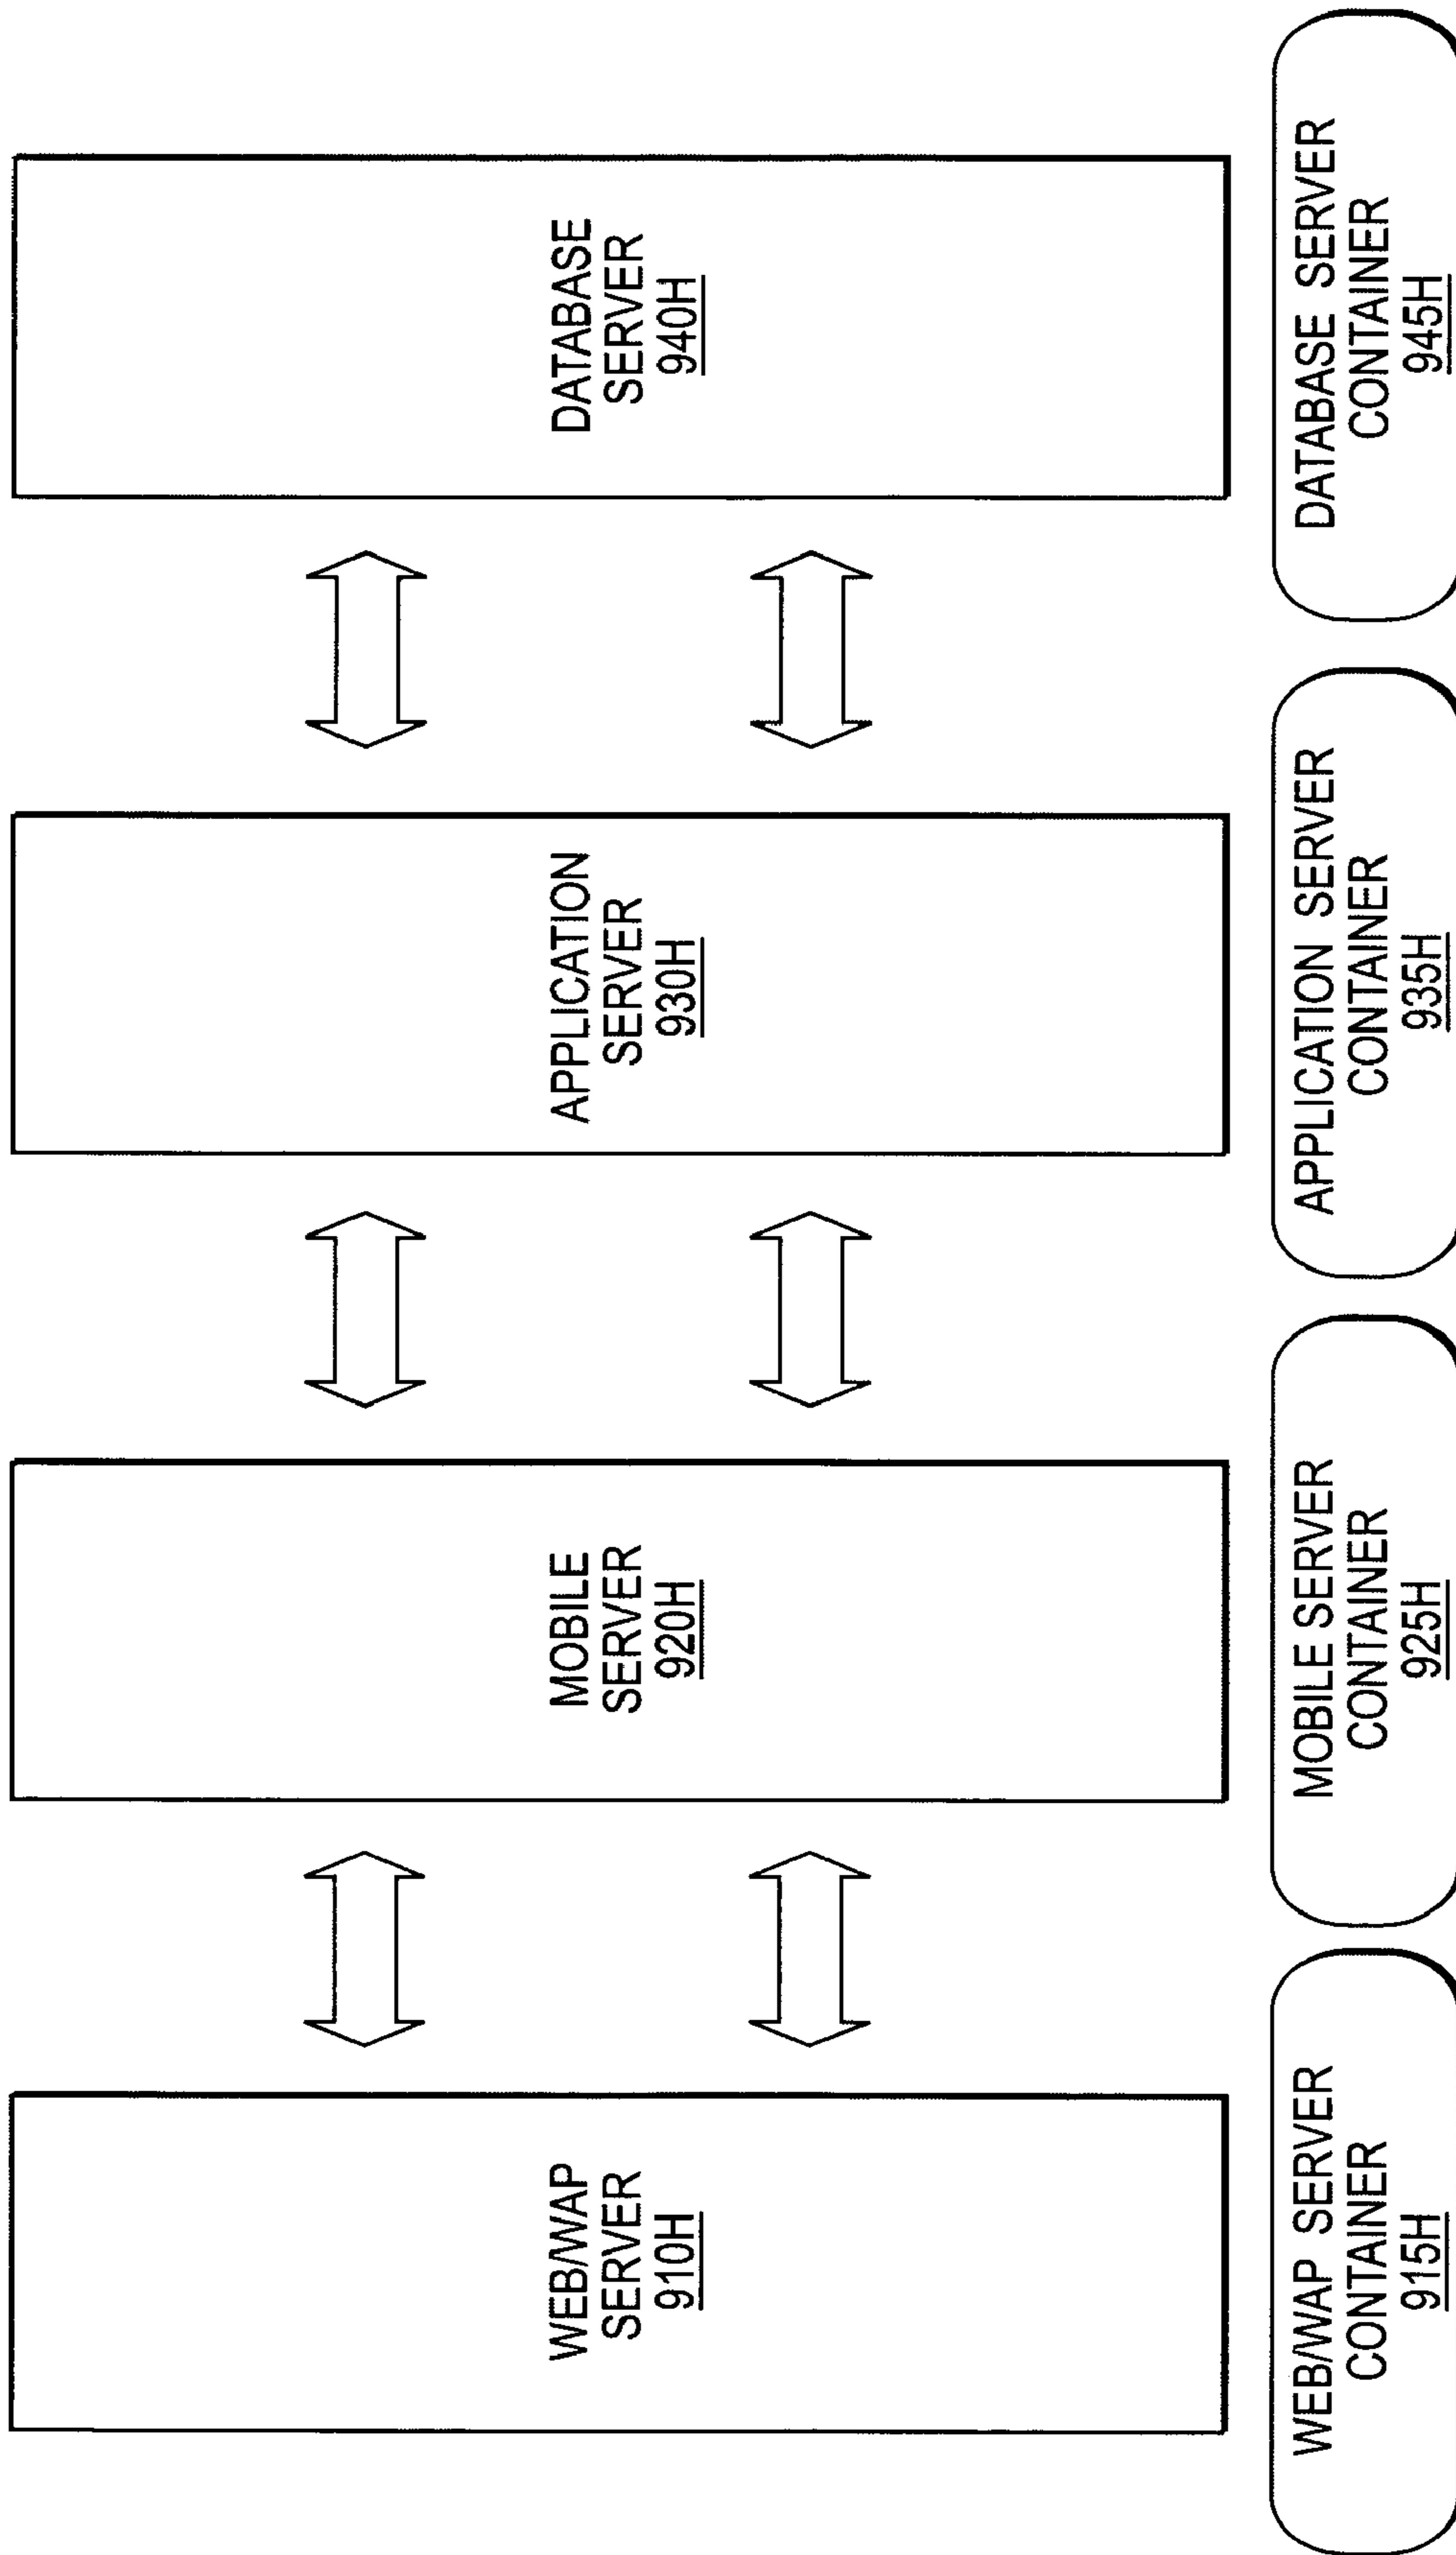 WEB/WAP
SERVER
910H
MOBILE
SERVER
920H
APPLICATION
SERVER
930H
DATABASE
SERVER
940H
WEB/WAP SERVER
CONTAINER
915H
MOBILE SERVER
CONTAINER
925H
APPLICATION SERVER
CONTAINER
935H
DATABASE SERVER
CONTAINER
945H